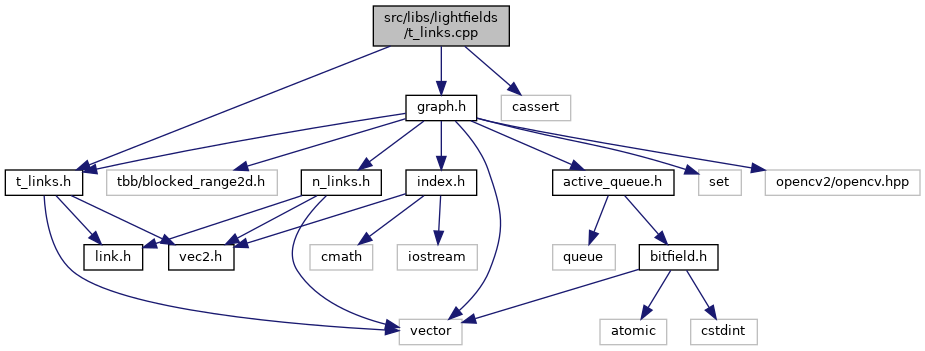 src/libs/lightfields
/t_links.cpp
graph.h
cassert
t_links.h
tbb/blocked_range2d.h
n_links.h
index.h
active_queue.h
set
opencv2/opencv.hpp
link.h
vec2.h
cmath
iostream
queue
bitfield.h
vector
atomic
cstdint